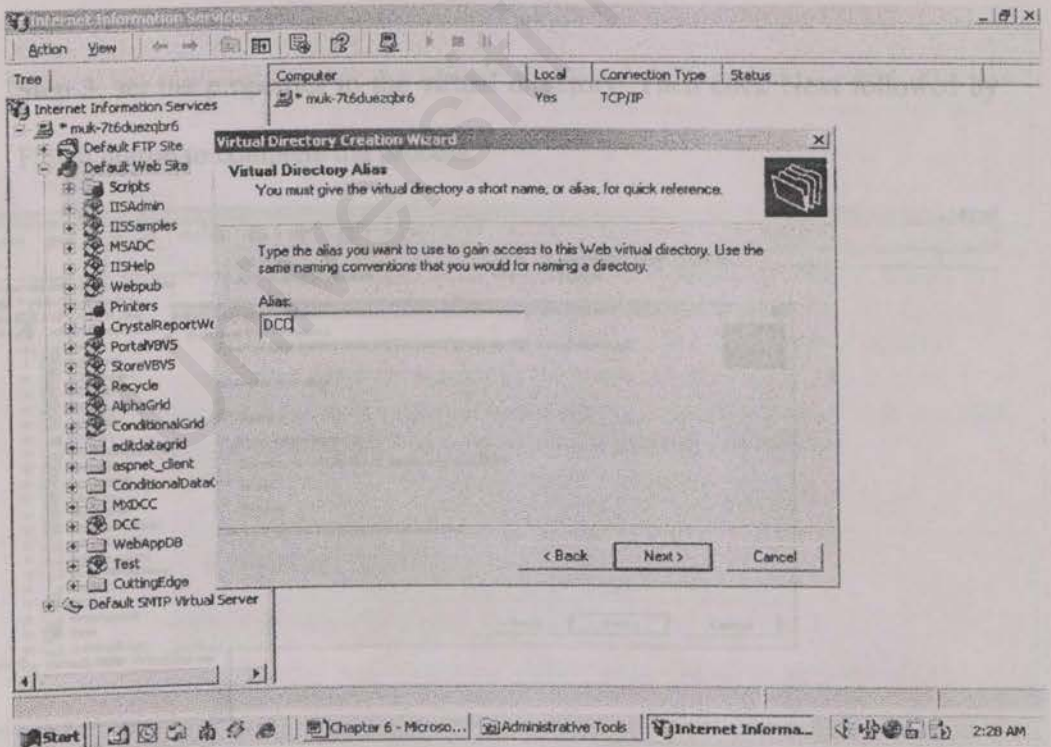 Internet Information Services
Action View
Tree
Computer Local Connection Type Status
* muk-7t6duezqbr6 Yes TCP/IP
Internet Information Services
* muk-7t6duezqbr6
Default FTP Site
Default Web Site
Scripts
IISAdmin
IISSamples
MSADC
IISHelp
Webpub
Printers
CrystalReportWe
PortalVBVS
StoreVBVS
Recycle
AlphaGrid
ConditionalGrid
editdatagrid
aspnet_client
ConditionalDataG
MXDCC
DCC
WebAppDB
Test
CuttingEdge
Default SMTP Virtual Server
Virtual Directory Creation Wizard
Virtual Directory Alias
You must give the virtual directory a short name, or alias, for quick reference.
Type the alias you want to use to gain access to this Web virtual directory. Use the
same naming conventions that you would for naming a directory.
Alias:
DCC
< Back Next > Cancel
Start Chapter 6 - Microso... Administrative Tools Internet Informa... 2:28 AM